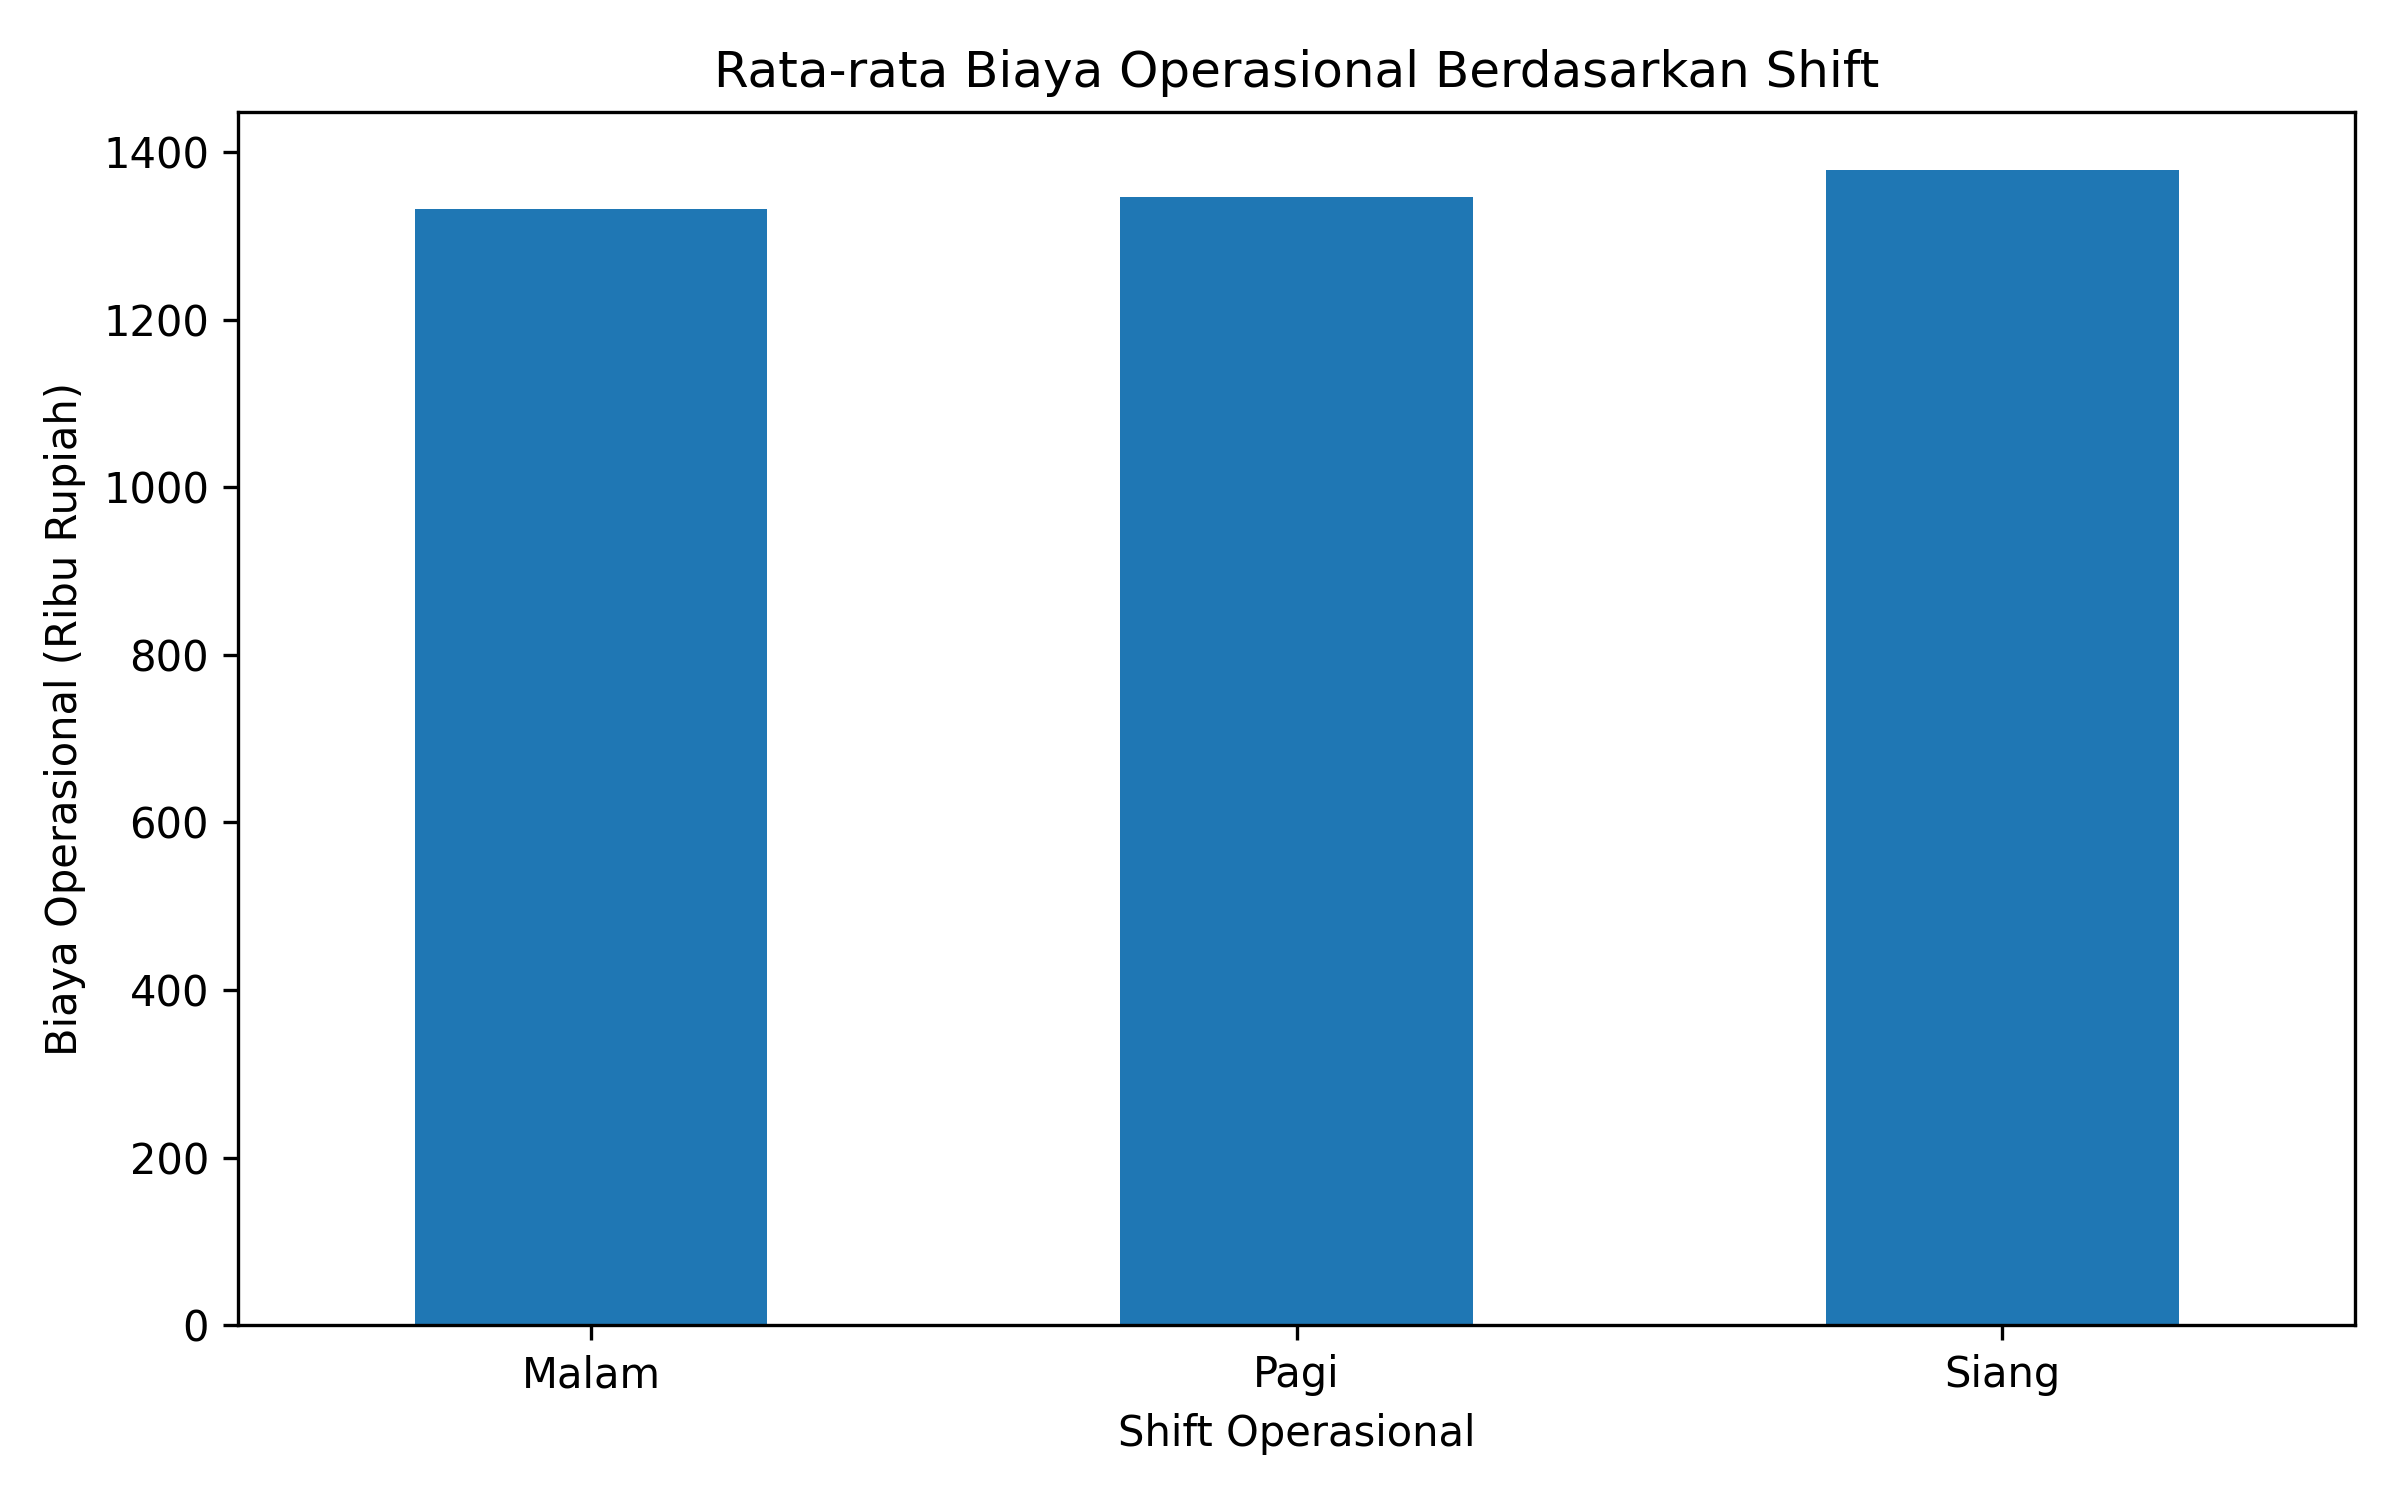 Rata-rata Biaya Operasional Berdasarkan Shift
Biaya Operasional (Ribu Rupiah)
1400
1200
1000
800
600
400
200
0
Malam
Pagi
Siang
Shift Operasional